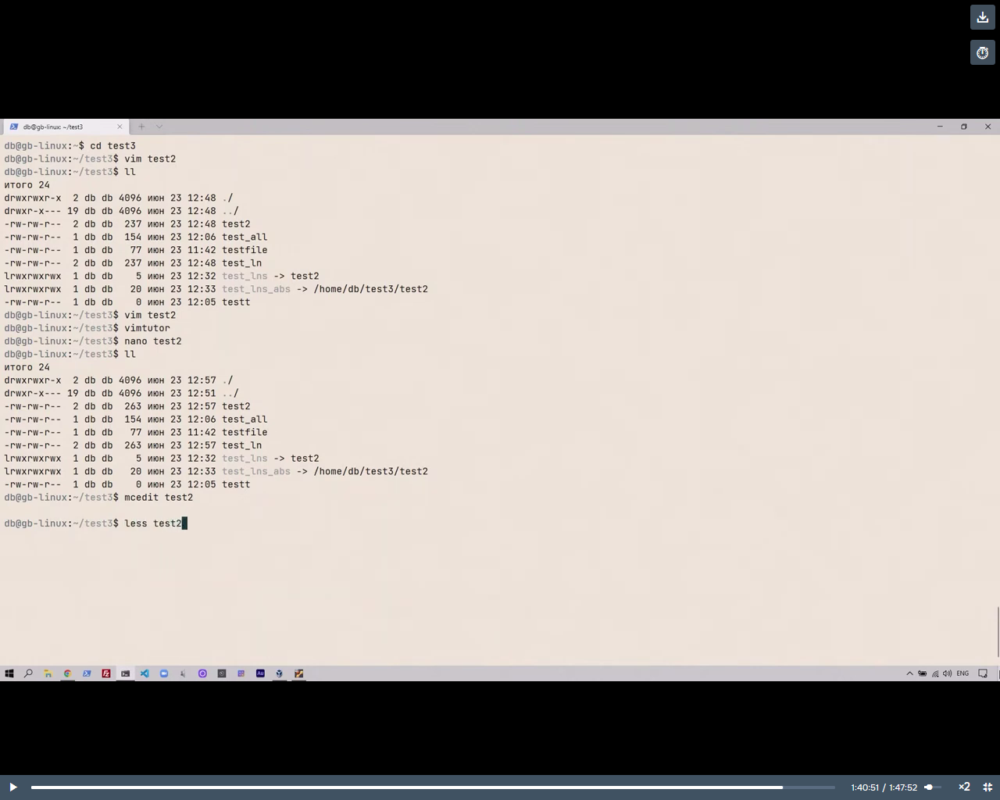 db@gb-linux: ~/test3
db@gb-linux:~$ cd test3
db@gb-linux:~/test3$ vim test2
db@gb-linux:~/test3$ ll
итого 24
drwxrwxr-x  2 db db 4096 июн 23 12:48 ./
drwxr-x--- 19 db db 4096 июн 23 12:48 ../
-rw-rw-r--  2 db db  237 июн 23 12:48 test2
-rw-rw-r--  1 db db  154 июн 23 12:06 test_all
-rw-rw-r--  1 db db   77 июн 23 11:42 testfile
-rw-rw-r--  2 db db  237 июн 23 12:48 test_ln
lrwxrwxrwx  1 db db    5 июн 23 12:32 test_lns -> test2
lrwxrwxrwx  1 db db   20 июн 23 12:33 test_lns_abs -> /home/db/test3/test2
-rw-rw-r--  1 db db    0 июн 23 12:05 testt
db@gb-linux:~/test3$ vim test2
db@gb-linux:~/test3$ vimtutor
db@gb-linux:~/test3$ nano test2
db@gb-linux:~/test3$ ll
итого 24
drwxrwxr-x  2 db db 4096 июн 23 12:57 ./
drwxr-x--- 19 db db 4096 июн 23 12:51 ../
-rw-rw-r--  2 db db  263 июн 23 12:57 test2
-rw-rw-r--  1 db db  154 июн 23 12:06 test_all
-rw-rw-r--  1 db db   77 июн 23 11:42 testfile
-rw-rw-r--  2 db db  263 июн 23 12:57 test_ln
lrwxrwxrwx  1 db db    5 июн 23 12:32 test_lns -> test2
lrwxrwxrwx  1 db db   20 июн 23 12:33 test_lns_abs -> /home/db/test3/test2
-rw-rw-r--  1 db db    0 июн 23 12:05 testt
db@gb-linux:~/test3$ mcedit test2
db@gb-linux:~/test3$ less test2
Fz
Au
ENG
1:40:51 / 1:47:52
×2